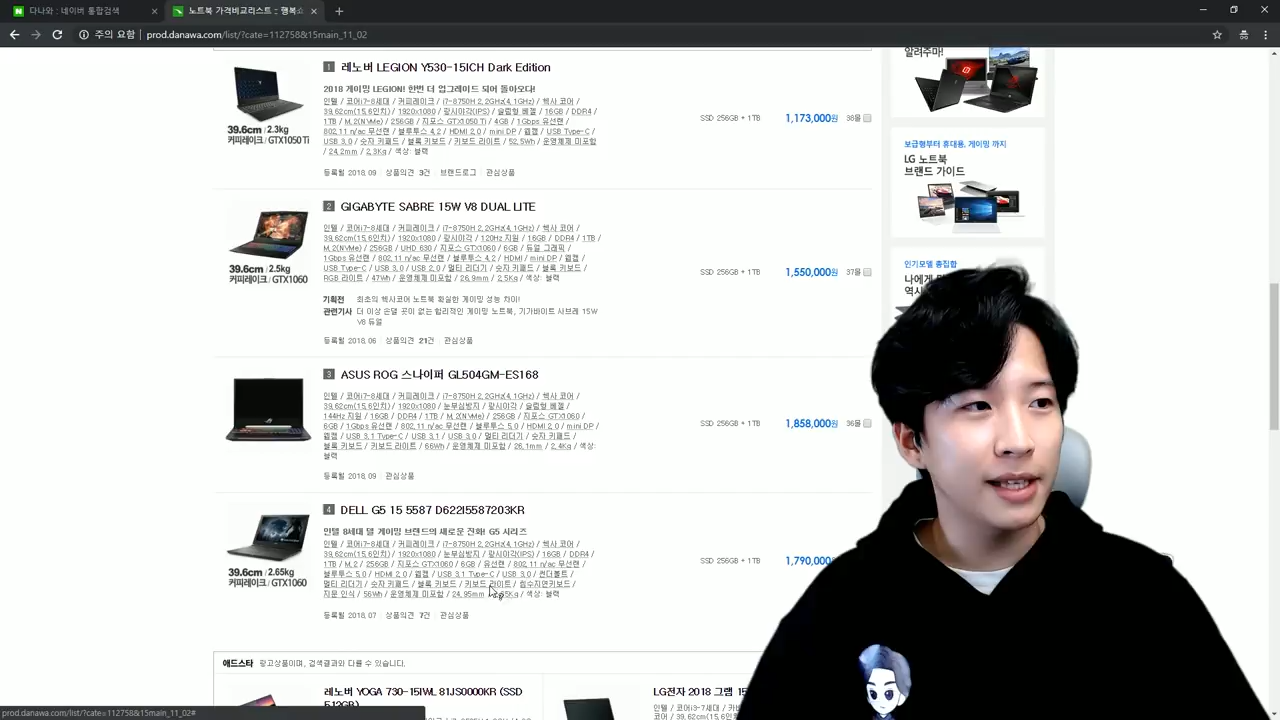 다나와 : 네이버 통합검색
노트북 가격비교리스트 - 행복쇼
주의 요함
prod.danawa.com/list/?cate=112758&15main_11_02
1 레노버 LEGION Y530-15ICH Dark Edition
2018 게이밍 LEGION! 한번 더 업그레이드 되어 돌아오다!
인텔 / 코어i7-8세대 / 커피레이크 / i7-8750H 2.2GHz(4.1GHz) / 헥사 코어 /
39.62cm(15.6인치) / 1920x1080 / 광시야각(IPS) / 슬림형 베젤 / 16GB / DDR4 /
1TB / M.2(NVMe) / 256GB / 지포스 GTX1050 Ti / 4GB / 1Gbps 유선랜 /
802.11 n/ac 무선랜 / 블루투스 4.2 / HDMI 2.0 / mini DP / 웹캠 / USB Type-C /
USB 3.0 / 숫자 키패드 / 블록 키보드 / 키보드 라이트 / 52.5Wh / 운영체제 미포함
/ 24.2mm / 2.3Kg / 색상: 블랙
39.6cm / 2.3kg
커피레이크 / GTX1050 Ti
SSD 256GB + 1TB 1,173,000원 38몰
등록월 2018.09 상품의견 3건 브랜드로그 관심상품
2 GIGABYTE SABRE 15W V8 DUAL LITE
인텔 / 코어i7-8세대 / 커피레이크 / i7-8750H 2.2GHz(4.1GHz) / 헥사 코어 /
39.62cm(15.6인치) / 1920x1080 / 광시야각 / 120Hz 지원 / 16GB / DDR4 / 1TB /
M.2(NVMe) / 256GB / UHD 630 / 지포스 GTX1060 / 6GB / 듀얼 그래픽 /
1Gbps 유선랜 / 802.11 n/ac 무선랜 / 블루투스 4.2 / HDMI / mini DP / 웹캠 /
USB Type-C / USB 3.0 / USB 2.0 / 멀티 리더기 / 숫자 키패드 / 블록 키보드 /
RGB 라이트 / 47Wh / 운영체제 미포함 / 26.9mm / 2.5Kg / 색상: 블랙
39.6cm / 2.5kg
커피레이크 / GTX1060
SSD 256GB + 1TB 1,550,000원 37몰
기획전 최초의 헥사코어 노트북 확실한 게이밍 성능 차이!
관련기사 더 이상 손댈 곳이 없는 합리적인 게이밍 노트북, 기가바이트 사브레 15W
V8 듀얼
등록월 2018.06 상품의견 21건 관심상품
3 ASUS ROG 스나이퍼 GL504GM-ES168
인텔 / 코어i7-8세대 / 커피레이크 / i7-8750H 2.2GHz(4.1GHz) / 헥사 코어 /
39.62cm(15.6인치) / 1920x1080 / 눈부심방지 / 광시야각 / 슬림형 베젤 /
144Hz 지원 / 16GB / DDR4 / 1TB / M.2(NVMe) / 256GB / 지포스 GTX1060 /
6GB / 1Gbps 유선랜 / 802.11 n/ac 무선랜 / 블루투스 5.0 / HDMI 2.0 / mini DP /
웹캠 / USB 3.1 Type-C / USB 3.1 / USB 3.0 / 멀티 리더기 / 숫자 키패드 /
블록 키보드 / 키보드 라이트 / 66Wh / 운영체제 미포함 / 26.1mm / 2.4Kg / 색상:
블랙
SSD 256GB + 1TB 1,858,000원 36몰
등록월 2018.09 관심상품
4 DELL G5 15 5587 D622I5587203KR
인텔 8세대 델 게이밍 브랜드의 새로운 진화! G5 시리즈
인텔 / 코어i7-8세대 / 커피레이크 / i7-8750H 2.2GHz(4.1GHz) / 헥사 코어 /
39.62cm(15.6인치) / 1920x1080 / 눈부심방지 / 광시야각(IPS) / 16GB / DDR4 /
1TB / M.2 / 256GB / 지포스 GTX1060 / 6GB / 유선랜 / 802.11 n/ac 무선랜 /
블루투스 5.0 / HDMI 2.0 / 웹캠 / USB 3.1 Type-C / USB 3.0 / 썬더볼트 /
멀티 리더기 / 숫자 키패드 / 블록 키보드 / 키보드 라이트 / 침수지연키보드 /
지문 인식 / 56Wh / 운영체제 미포함 / 24.95mm / 색상: 블랙
39.6cm / 2.65kg
커피레이크 / GTX1060
SSD 256GB + 1TB 1,790,000
등록월 2018.07 상품의견 7건 관심상품
애드스타 광고상품이며, 검색결과와 다를 수 있습니다.
레노버 YOGA 730-15IWL 81JS0000KR (SSD
512GB)
LG전자 2018 그램 15
인텔 / 코어i3-7세대 / 카
39.62cm(15.6인
알려주마!
보급형부터 휴대용, 게이밍 까지
LG 노트북
브랜드 가이드
인기모델 총집합
나에게
역시
prod.danawa.com/list/?cate=112758&15main_11_02#